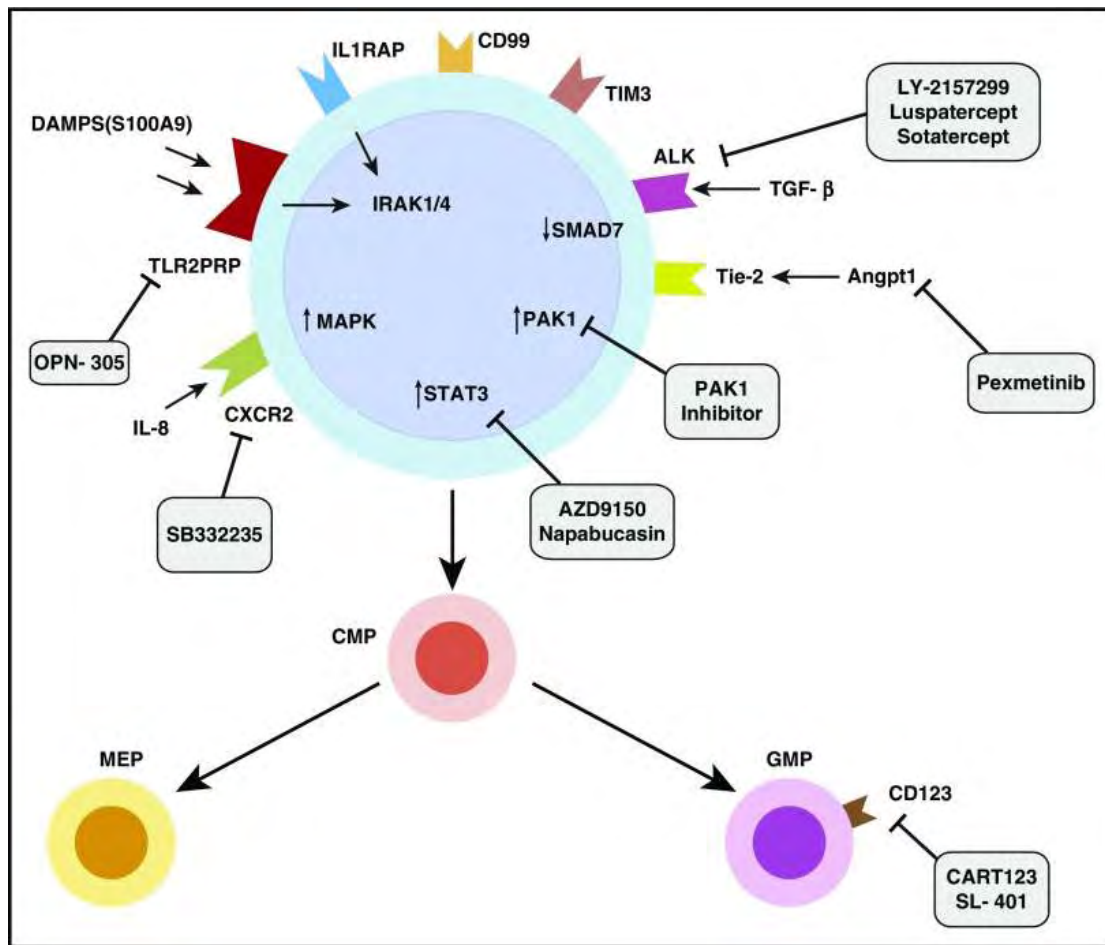 IL1RAP
CD99
TIM3
DAMPS(S100A9)
LY-2157299
Luspatercept
Sotatercept
ALK
TGF- β
IRAK1/4
↓SMAD7
TLR2PRP
Tie-2
Angpt1
↑MAPK
↑PAK1
OPN- 305
PAK1
Inhibitor
Pexmetinib
↑STAT3
IL-8
CXCR2
SB332235
AZD9150
Napabucasin
CMP
MEP
GMP
CD123
CART123
SL- 401